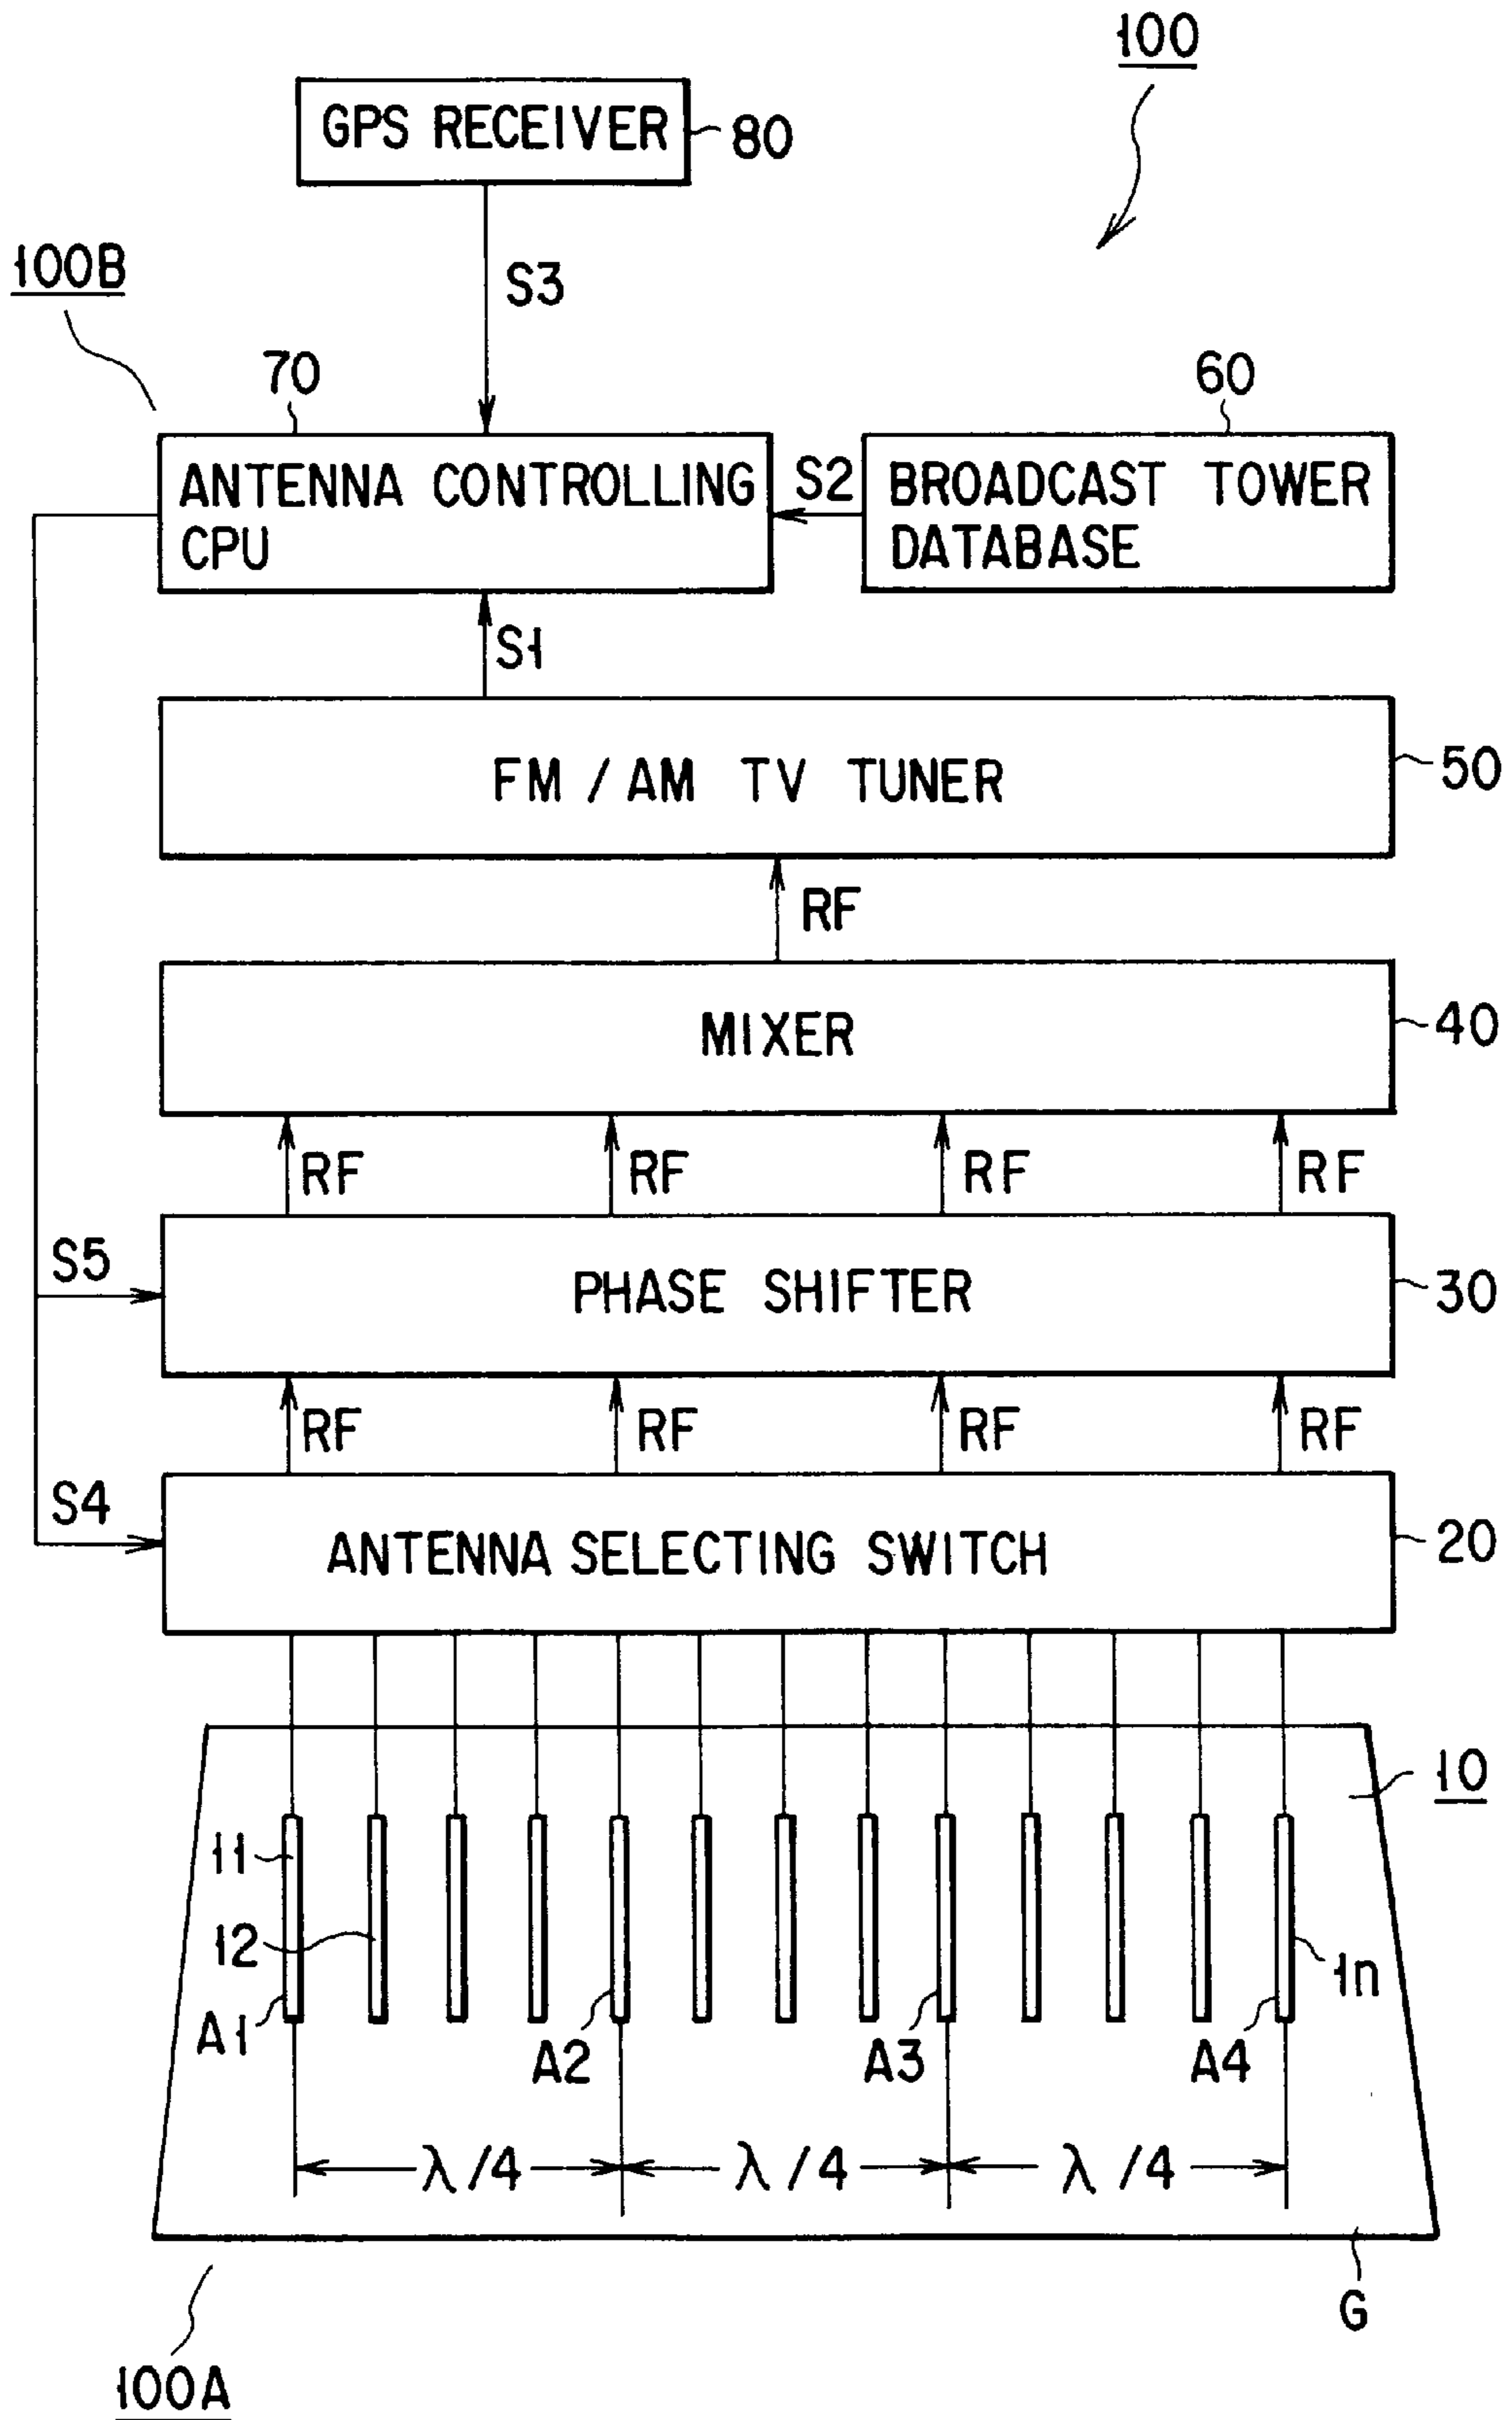 100
GPS RECEIVER
80
100B
S3
70
60
ANTENNA CONTROLLING
CPU
S2
BROADCAST TOWER
DATABASE
S1
FM / AM TV TUNER
50
RF
MIXER
40
RF RF RF RF
S5
PHASE SHIFTER
30
RF RF RF RF
S4
ANTENNA SELECTING SWITCH
20
10
11
12
1n
A1 A2 A3 A4
λ/4 λ/4 λ/4
G
100A